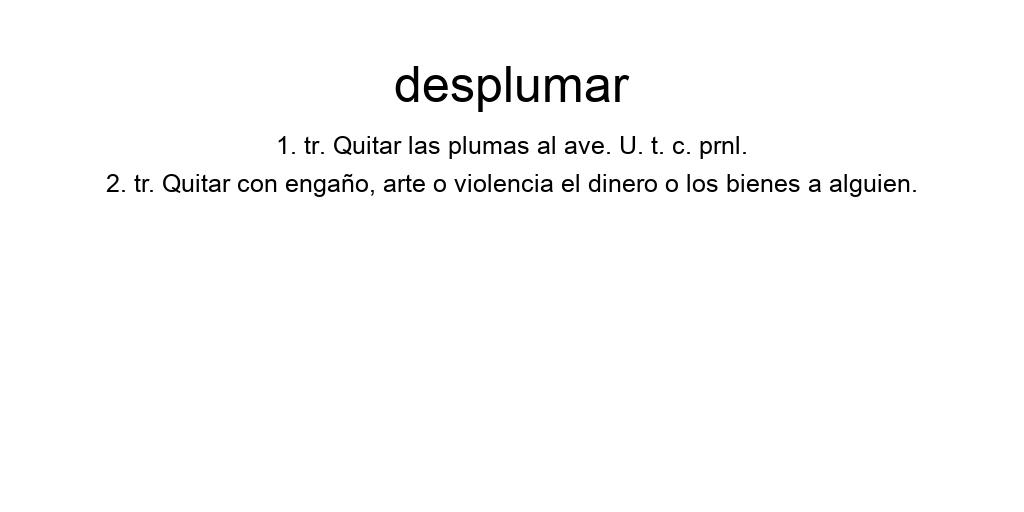 desplumar
1. tr. Quitar las plumas al ave. U. t. c. prnl.
2. tr. Quitar con engaño, arte o violencia el dinero o los bienes a alguien.